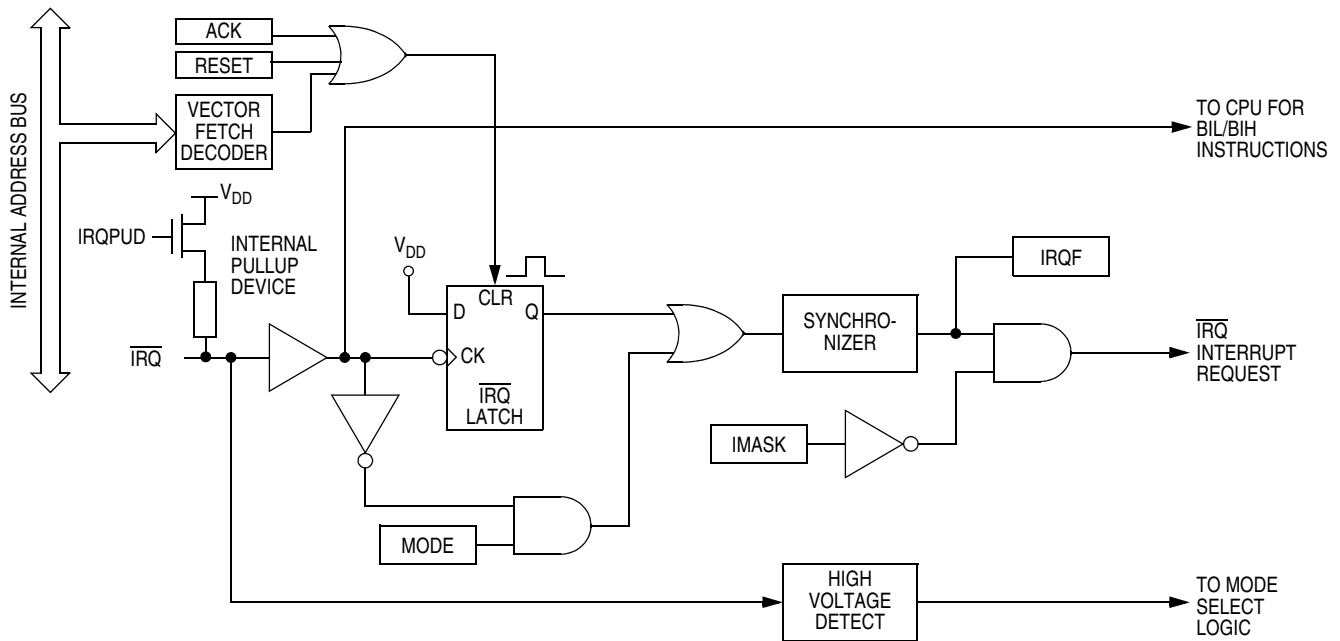 INTERNAL ADDRESS BUS
ACK
RESET
VECTOR
FETCH
DECODER
TO CPU FOR
BIL/BIH
INSTRUCTIONS
VDD
IRQPUD
INTERNAL
PULLUP
DEVICE
VDD
CLR
D
Q
CK
IRQ
LATCH
IRQ
SYNCHRO-
NIZER
IRQF
IRQ
INTERRUPT
REQUEST
IMASK
MODE
HIGH
VOLTAGE
DETECT
TO MODE
SELECT
LOGIC